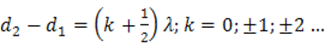 d₂ − d₁ = (k + 1/2) λ; k = 0; ±1; ±2 ...